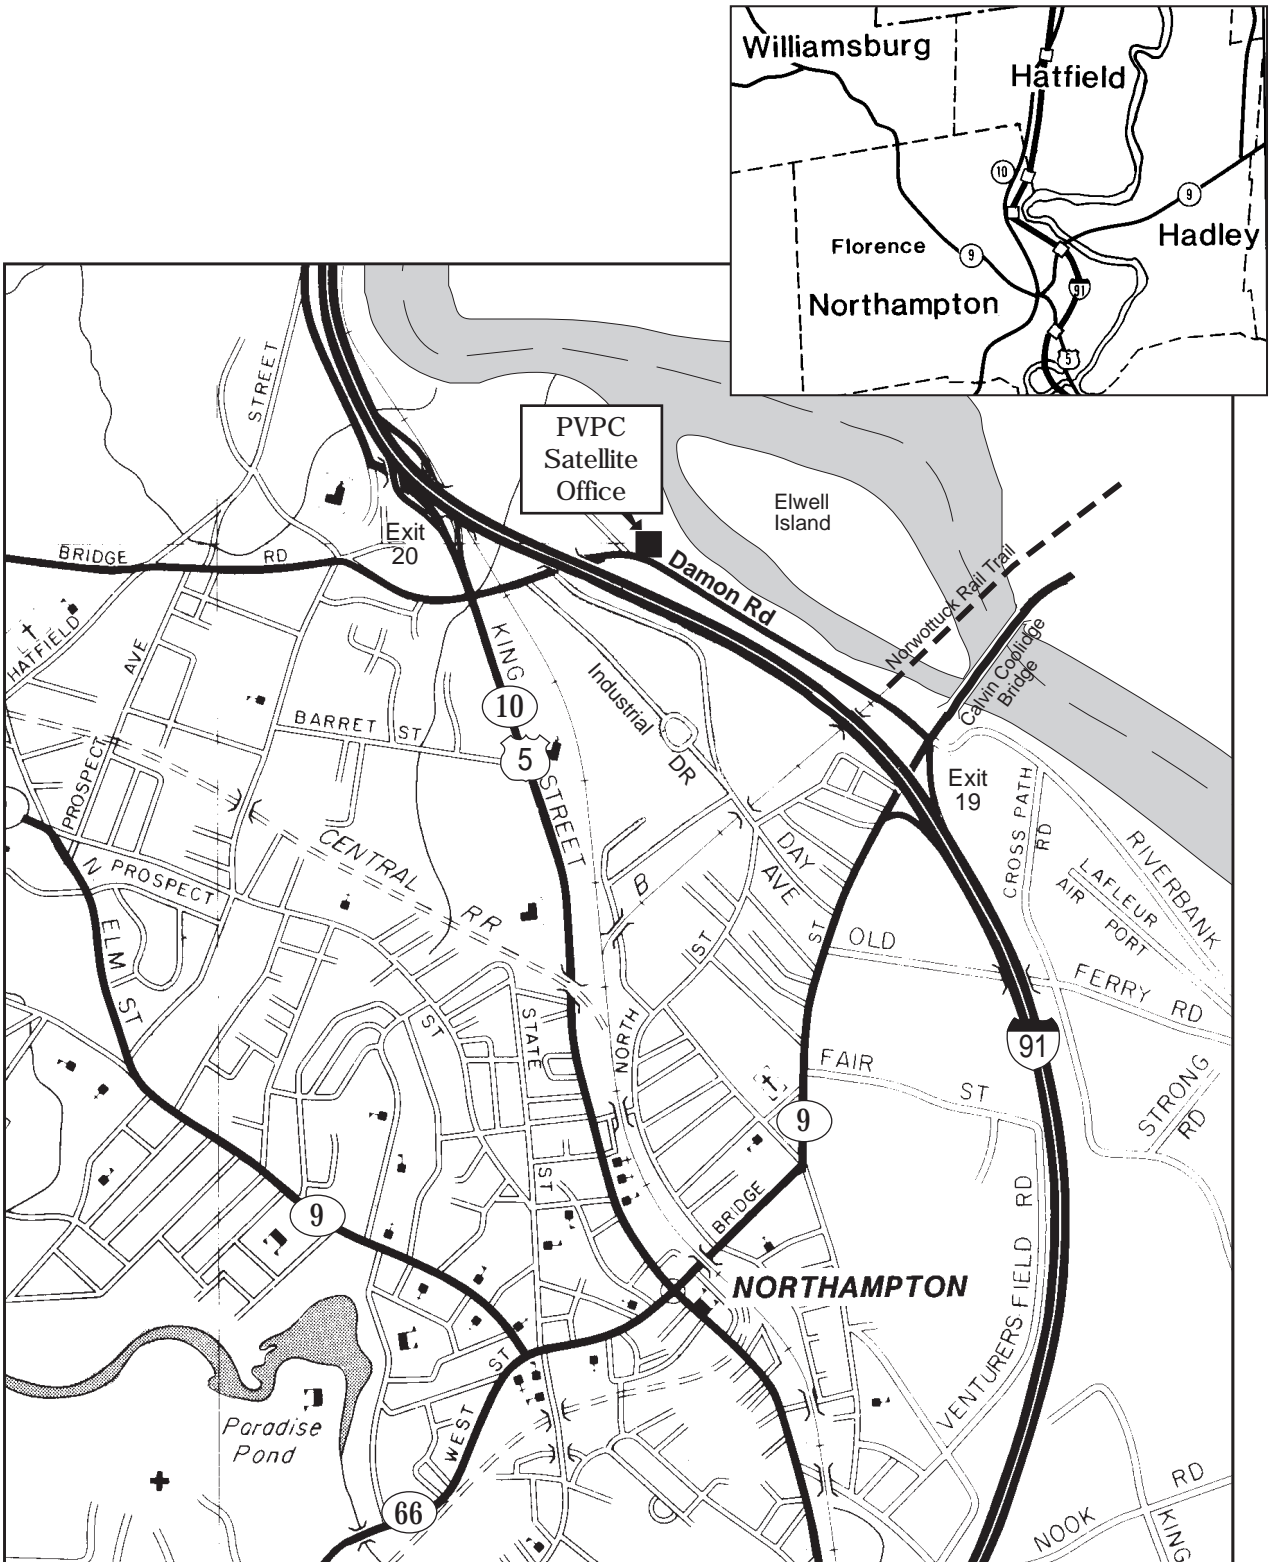 Williamsburg
Hatfield
10
9
Hadley
Florence
9
Northampton
91
5
STREET
PVPC
Satellite
Office
Elwell
Island
Exit
20
BRIDGE
RD
Damon Rd
Norwottuck Rail Trail
HATFIELD
AVE
KING
Industrial
Calvin Coolidge
Bridge
10
BARRET ST
5
DR
Exit
19
PROSPECT
STREET
CROSS PATH
RD
RIVERBANK
CENTRAL
RR
DAY
AVE
LAFLEUR
AIR PORT
N PROSPECT
B
ELM
ST
ST
ST
OLD
FERRY RD
ST
STATE
NORTH
91
FAIR
ST
STRONG
RD
9
ST
RD
9
BRIDGE
NORTHAMPTON
VENTURERS FIELD
ST
WEST
Paradise
Pond
66
RD
NOOK
KING